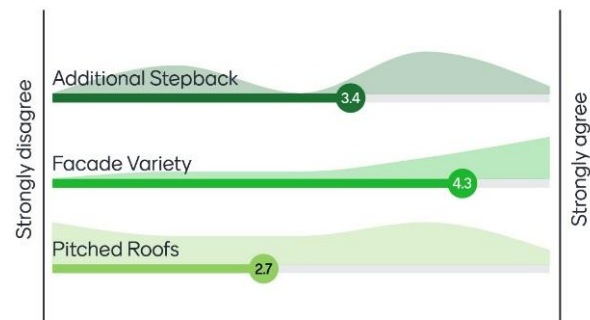 Strongly disagree
Additional Stepback
3.4
Facade Variety
4.3
Pitched Roofs
2.7
Strongly agree